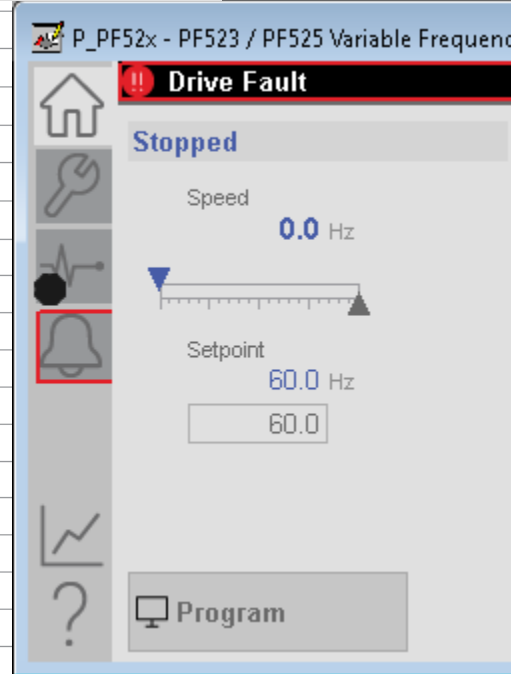 P_PF52x - PF523 / PF525 Variable Frequenc
!! Drive Fault
Stopped
Speed
0.0 Hz
Setpoint
60.0 Hz
60.0
?
Program